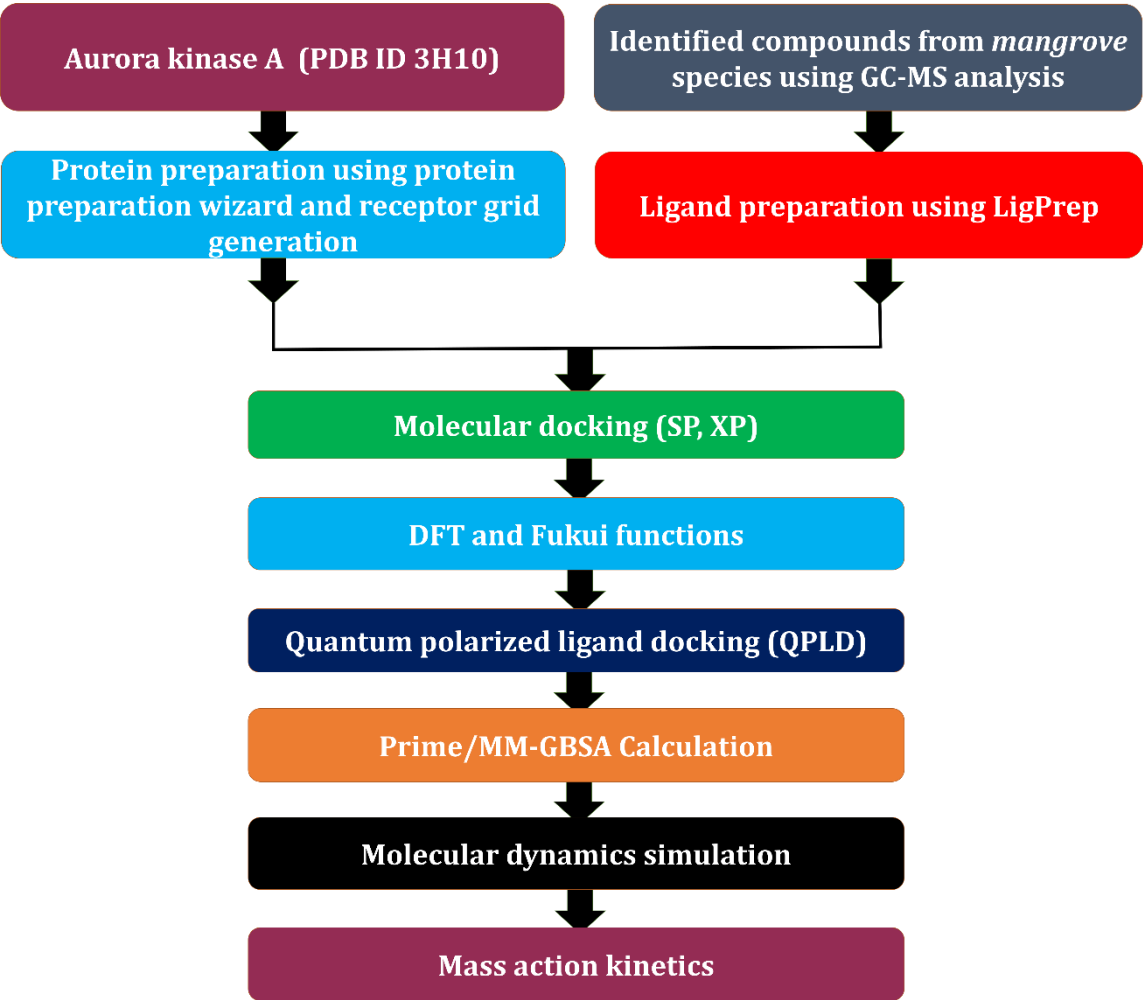 Aurora kinase A (PDB ID 3H10)
Identified compounds from mangrove
species using GC-MS analysis
Protein preparation using protein
preparation wizard and receptor grid
generation
Ligand preparation using LigPrep
Molecular docking (SP, XP)
DFT and Fukui functions
Quantum polarized ligand docking (QPLD)
Prime/MM-GBSA Calculation
Molecular dynamics simulation
Mass action kinetics